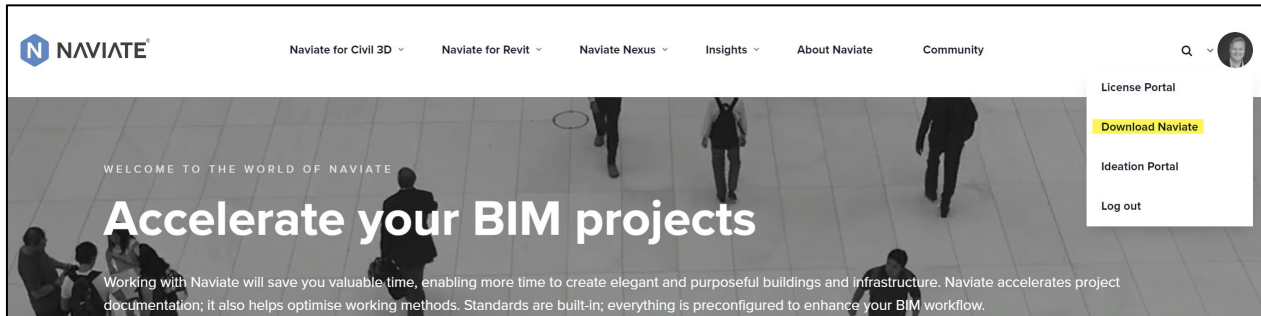 N NAVIATE®
Naviate for Civil 3D Naviate for Revit Naviate Nexus Insights About Naviate Community
License Portal
Download Naviate
Ideation Portal
Log out
WELCOME TO THE WORLD OF NAVIATE
Accelerate your BIM projects
Working with Naviate will save you valuable time, enabling more time to create elegant and purposeful buildings and infrastructure. Naviate accelerates project
documentation; it also helps optimise working methods. Standards are built-in; everything is preconfigured to enhance your BIM workflow.